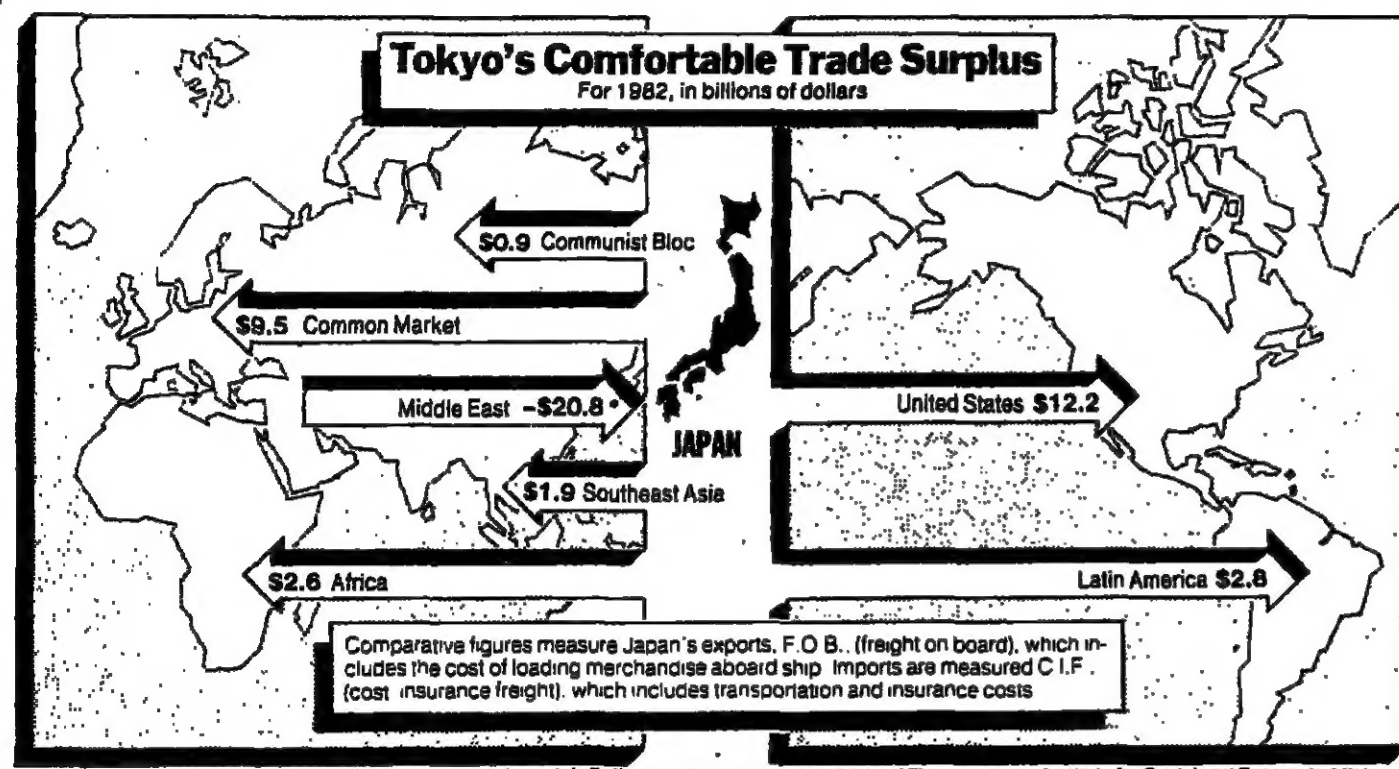 Tokyo's Comfortable Trade Surplus
For 1982, in billions of dollars
$0.9 Communist Bloc
$9.5 Common Market
Middle East -$20.8
JAPAN
United States $12.2
$1.9 Southeast Asia
$2.6 Africa
Latin America $2.8
Comparative figures measure Japan's exports, F.O B., (freight on board), which in-
cludes the cost of loading merchandise aboard ship Imports are measured C I.F.
(cost insurance freight), which includes transportation and insurance costs